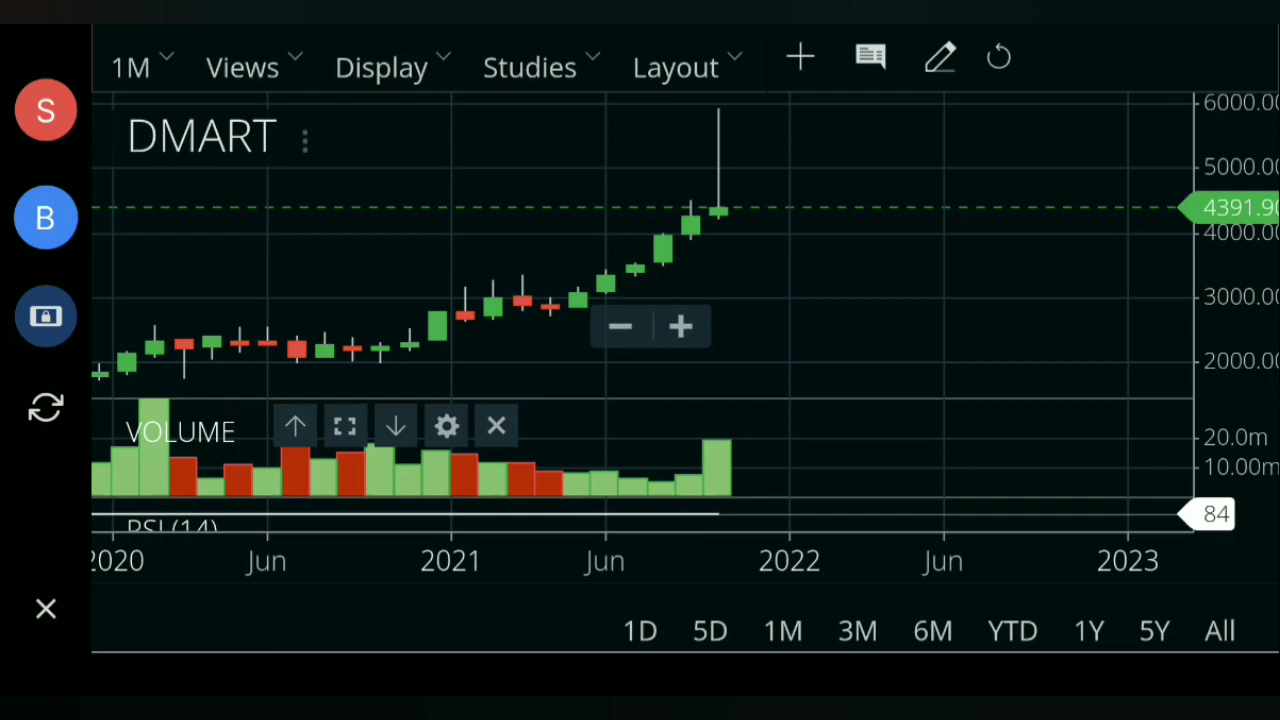 1M Views Display Studies Layout
S
DMART
6000.00
5000.00
B
4391.90
4000.00
3000.00
2000.00
VOLUME
20.0m
10.00m
RSI (14)
84
2020 Jun 2021 Jun 2022 Jun 2023
1D 5D 1M 3M 6M YTD 1Y 5Y All